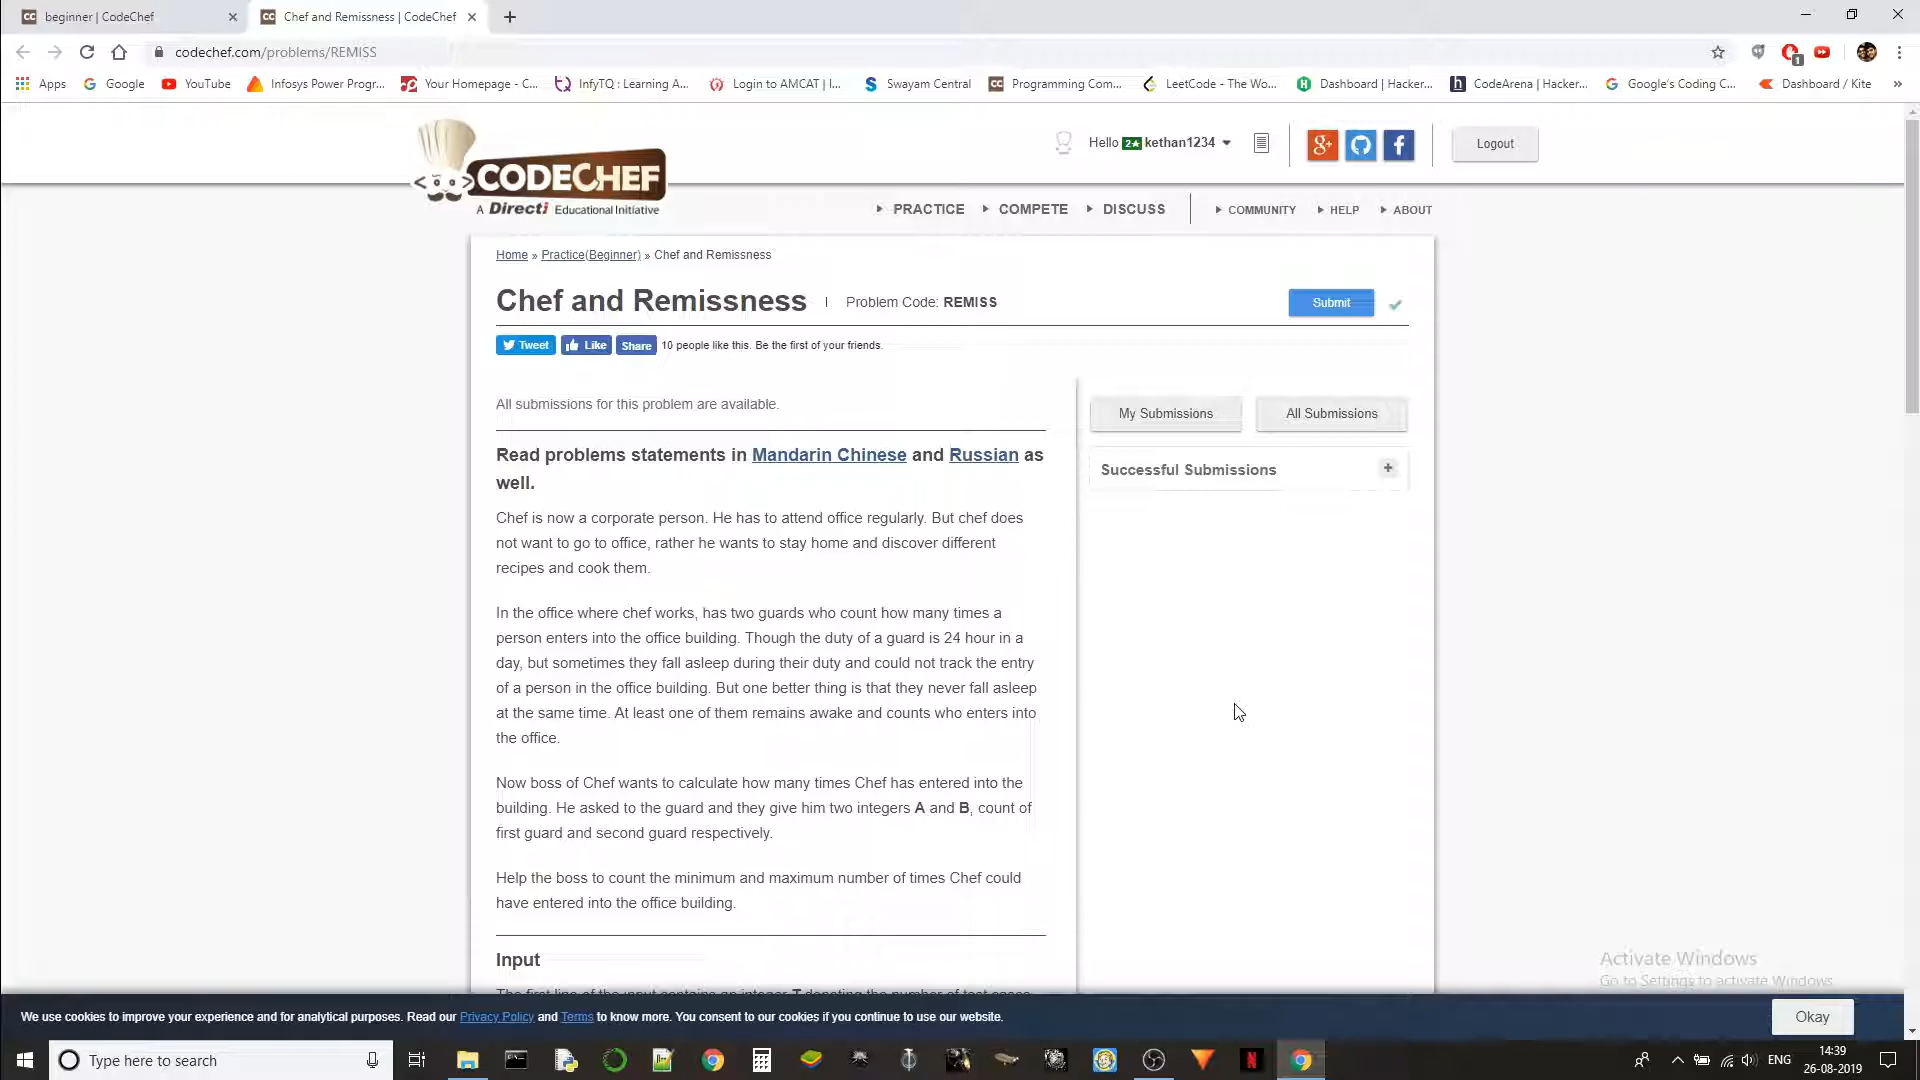 beginner | CodeChef
Chef and Remissness | CodeChef
codechef.com/problems/REMISS
Apps
Google
YouTube
Infosys Power Progr...
Your Homepage - C...
InfyTQ : Learning A...
Login to AMCAT | I...
Swayam Central
Programming Com...
LeetCode - The Wo...
Dashboard | Hacker...
CodeArena | Hacker...
Google's Coding C...
Dashboard / Kite
»
CODECHEF
A Directi Educational Initiative
Hello 2★ kethan1234
Logout
PRACTICE
COMPETE
DISCUSS
COMMUNITY
HELP
ABOUT
Home » Practice(Beginner) » Chef and Remissness
Chef and Remissness | Problem Code: REMISS
Submit
Tweet
Like
Share
10 people like this. Be the first of your friends.
All submissions for this problem are available.
My Submissions
All Submissions
Successful Submissions
+
Read problems statements in Mandarin Chinese and Russian as
well.
Chef is now a corporate person. He has to attend office regularly. But chef does
not want to go to office, rather he wants to stay home and discover different
recipes and cook them.
In the office where chef works, has two guards who count how many times a
person enters into the office building. Though the duty of a guard is 24 hour in a
day, but sometimes they fall asleep during their duty and could not track the entry
of a person in the office building. But one better thing is that they never fall asleep
at the same time. At least one of them remains awake and counts who enters into
the office.
Now boss of Chef wants to calculate how many times Chef has entered into the
building. He asked to the guard and they give him two integers A and B, count of
first guard and second guard respectively.
Help the boss to count the minimum and maximum number of times Chef could
have entered into the office building.
Input
The first line of the input contains an integer T denoting the number of test cases
Activate Windows
Go to Settings to activate Windows.
We use cookies to improve your experience and for analytical purposes. Read our Privacy Policy and Terms to know more. You consent to our cookies if you continue to use our website.
Okay
Type here to search
ENG
14:39
26-08-2019